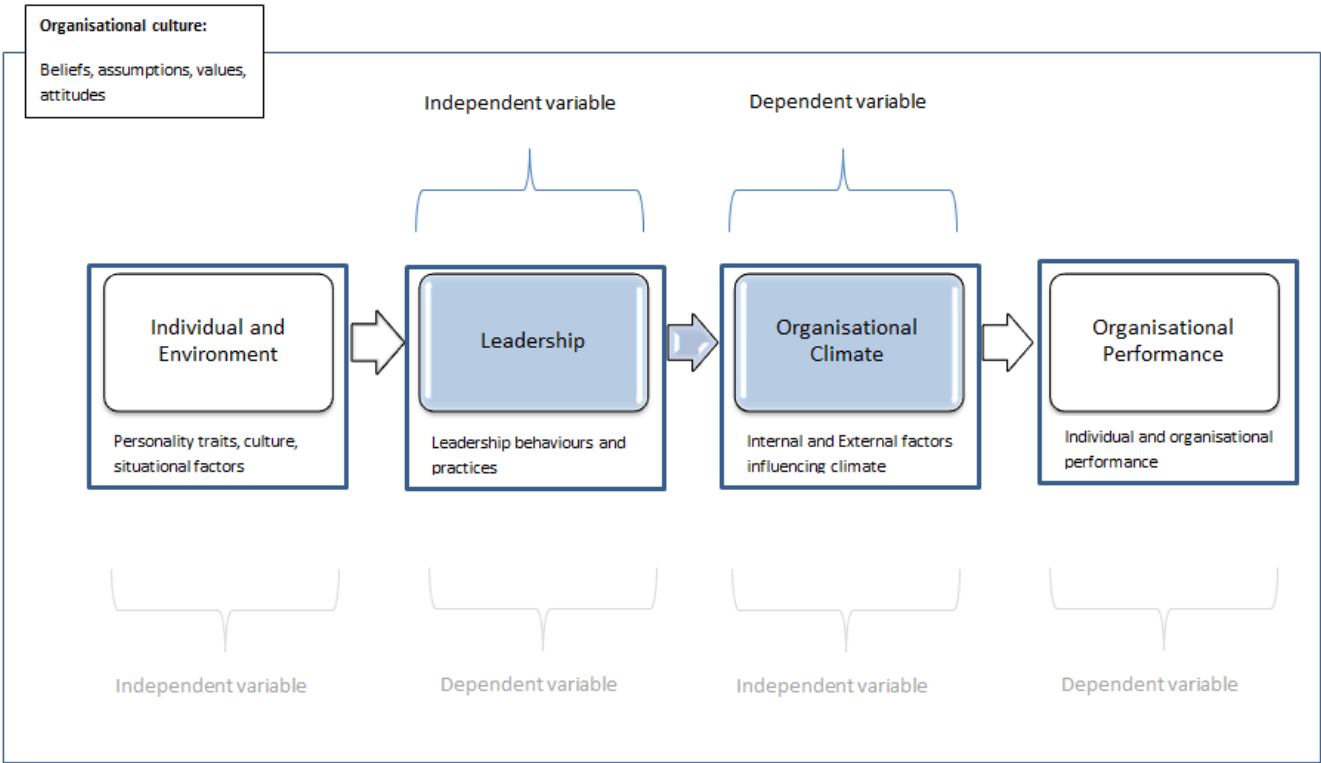 Organisational culture:
Beliefs, assumptions, values,
attitudes
Independent variable
Dependent variable
Individual and
Environment
Personality traits, culture,
situational factors
Leadership
Leadership behaviours and
practices
Organisational
Climate
Internal and External factors
influencing climate
Organisational
Performance
Individual and organisational
performance
Independent variable
Dependent variable
Independent variable
Dependent variable